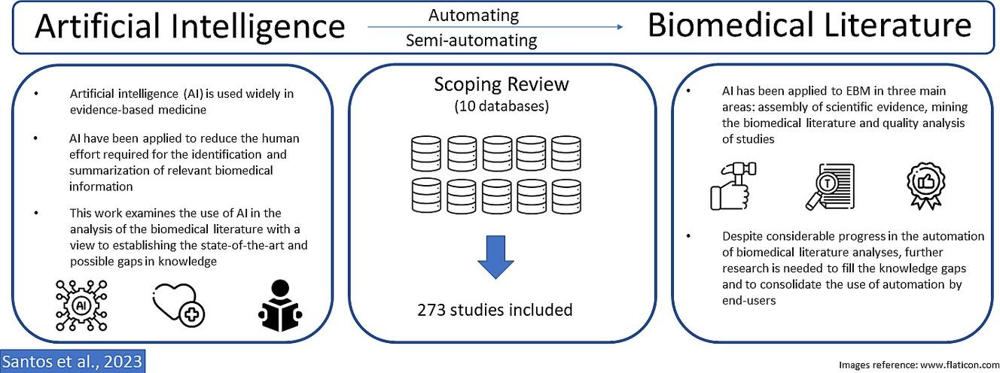 Artificial Intelligence
Automating
Semi-automating
Biomedical Literature
• Artificial intelligence (AI) is used widely in
evidence-based medicine
• AI have been applied to reduce the human
effort required for the identification and
summarization of relevant biomedical
information
• This work examines the use of AI in the
analysis of the biomedical literature with a
view to establishing the state-of-the-art and
possible gaps in knowledge
AI
Scoping Review
(10 databases)
273 studies included
• AI has been applied to EBM in three main
areas: assembly of scientific evidence, mining
the biomedical literature and quality analysis
of studies
T
• Despite considerable progress in the automation
of biomedical literature analyses, further
research is needed to fill the knowledge gaps
and to consolidate the use of automation by
end-users
Santos et al., 2023
Images reference: www.flaticon.com